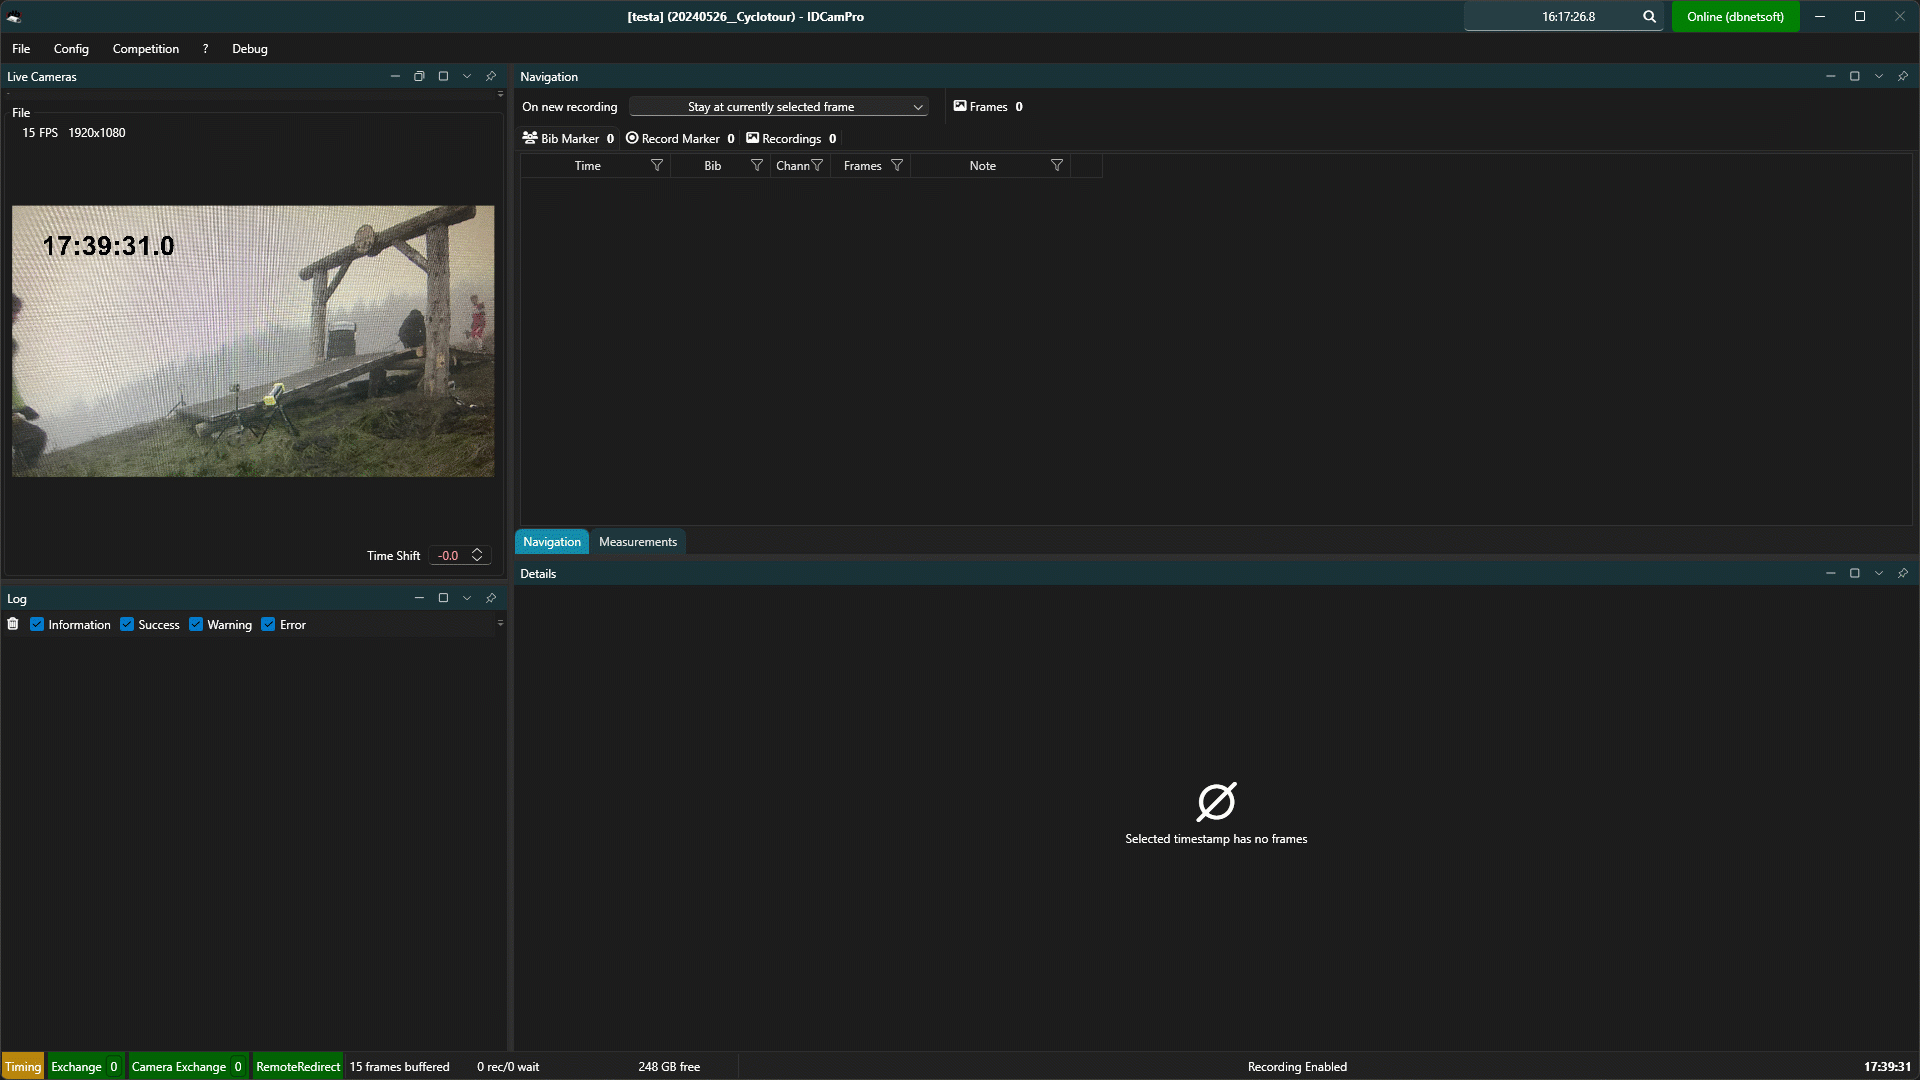 [testa] (20240526__Cyclotour) - IDCamPro
16:17:26.8
Online (dbnetsoft)
File Config Competition ? Debug
Live Cameras
File
15 FPS 1920x1080
17:39:31.0
Time Shift -0.0
Log
Information Success Warning Error
Navigation
On new recording Stay at currently selected frame Frames 0
Bib Marker 0 Record Marker 0 Recordings 0
Time Bib Chann Frames Note
Navigation Measurements
Details
Selected timestamp has no frames
Timing Exchange 0 Camera Exchange 0 RemoteRedirect 15 frames buffered 0 rec/0 wait 248 GB free Recording Enabled 17:39:31